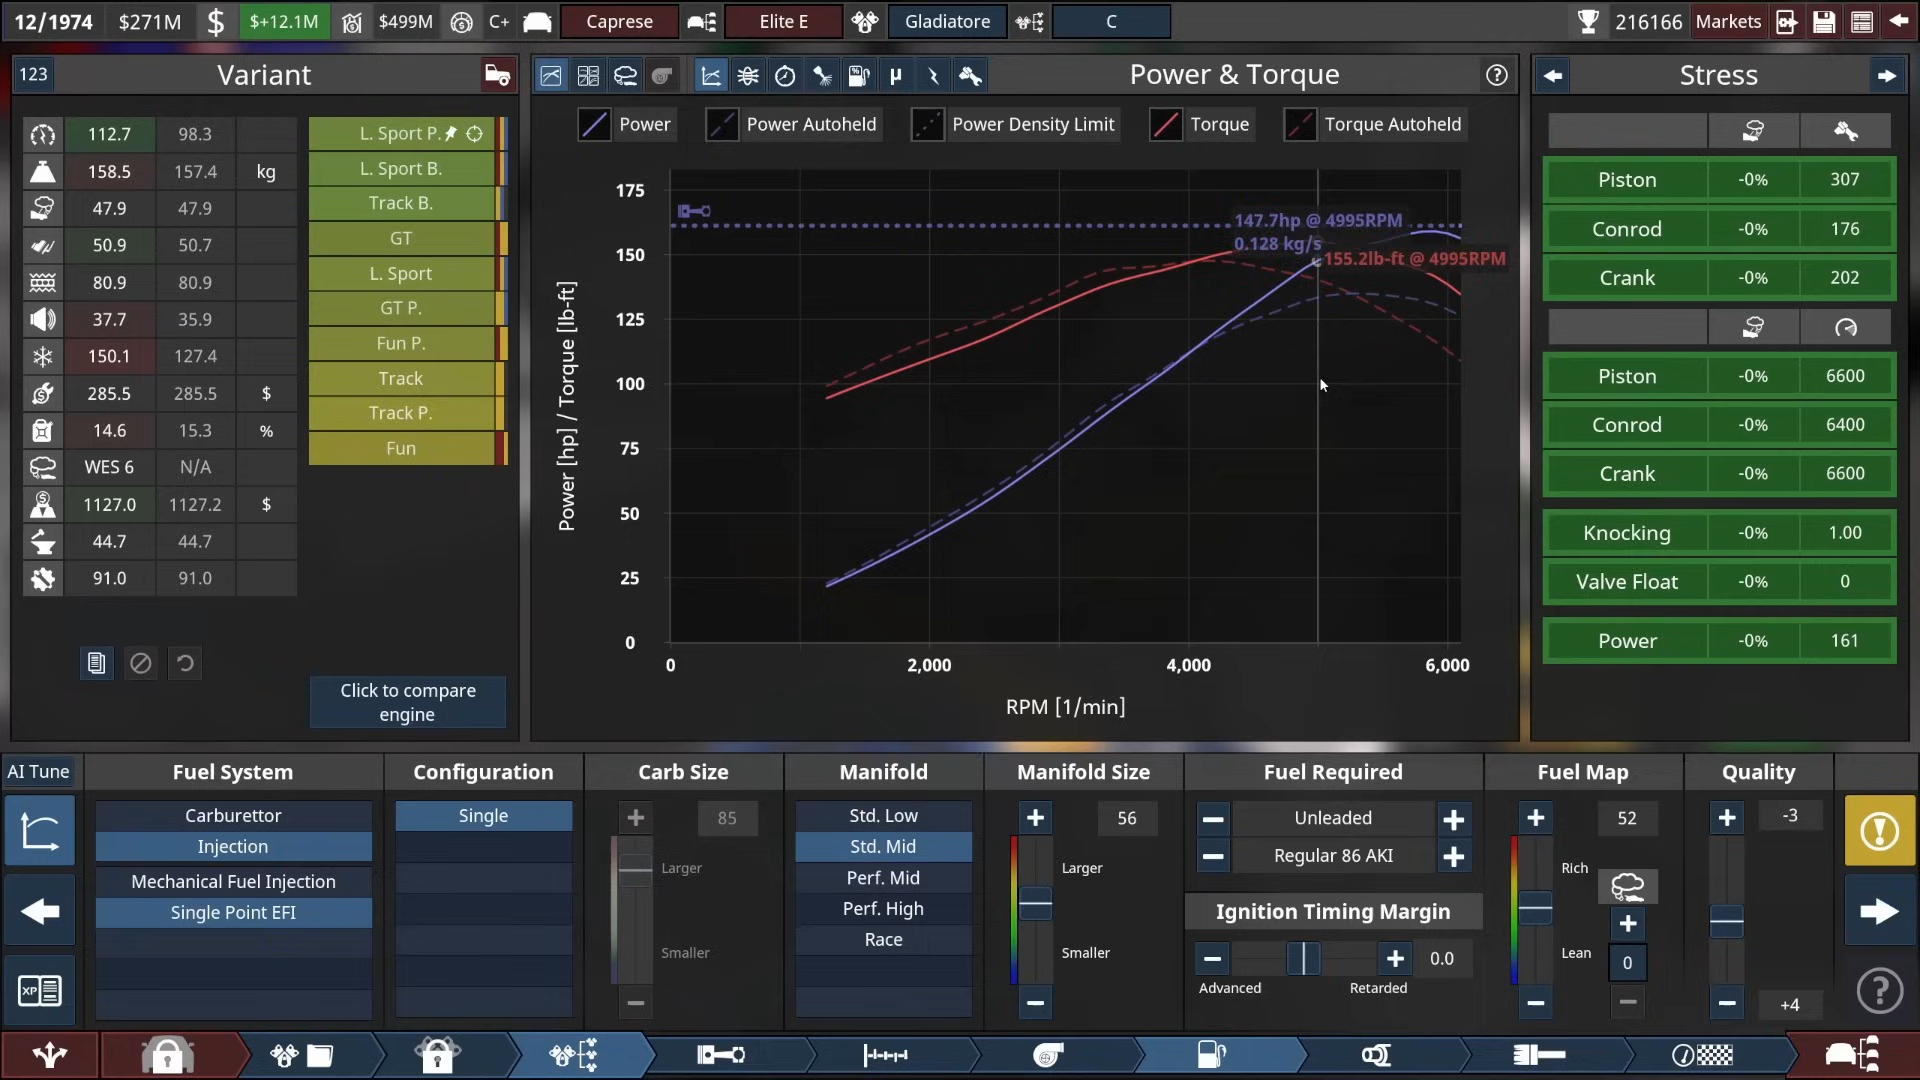 12/1974 $271M $ $+12.1M $499M C+ Caprese Elite E Gladiatore C 216166 Markets
123 Variant
112.7 98.3
158.5 157.4 kg
47.9 47.9
50.9 50.7
80.9 80.9
37.7 35.9
150.1 127.4
285.5 285.5 $
14.6 15.3 %
WES 6 N/A
1127.0 1127.2 $
44.7 44.7
91.0 91.0
L. Sport P.
L. Sport B.
Track B.
GT
L. Sport
GT P.
Fun P.
Track
Track P.
Fun
Click to compare
engine
μ Power & Torque ?
Power Power Autoheld Power Density Limit Torque Torque Autoheld
Power [hp] / Torque [lb-ft]
175
150
125
100
75
50
25
0
147.7hp @ 4995RPM
0.128 kg/s
155.2lb-ft @ 4995RPM
0 2,000 4,000 6,000
RPM [1/min]
Stress
Piston -0% 307
Conrod -0% 176
Crank -0% 202
Piston -0% 6600
Conrod -0% 6400
Crank -0% 6600
Knocking -0% 1.00
Valve Float -0% 0
Power -0% 161
AI Tune
XP
Fuel System
Carburettor
Injection
Mechanical Fuel Injection
Single Point EFI
Configuration
Single
Carb Size
+ 85
Larger
Smaller
−
Manifold
Std. Low
Std. Mid
Perf. Mid
Perf. High
Race
Manifold Size
+ 56
Larger
Smaller
−
Fuel Required
− Unleaded +
− Regular 86 AKI +
Ignition Timing Margin
− + 0.0
Advanced Retarded
Fuel Map
+ 52
Rich
+
Lean 0
− −
Quality
+ -3
− +4
!
?